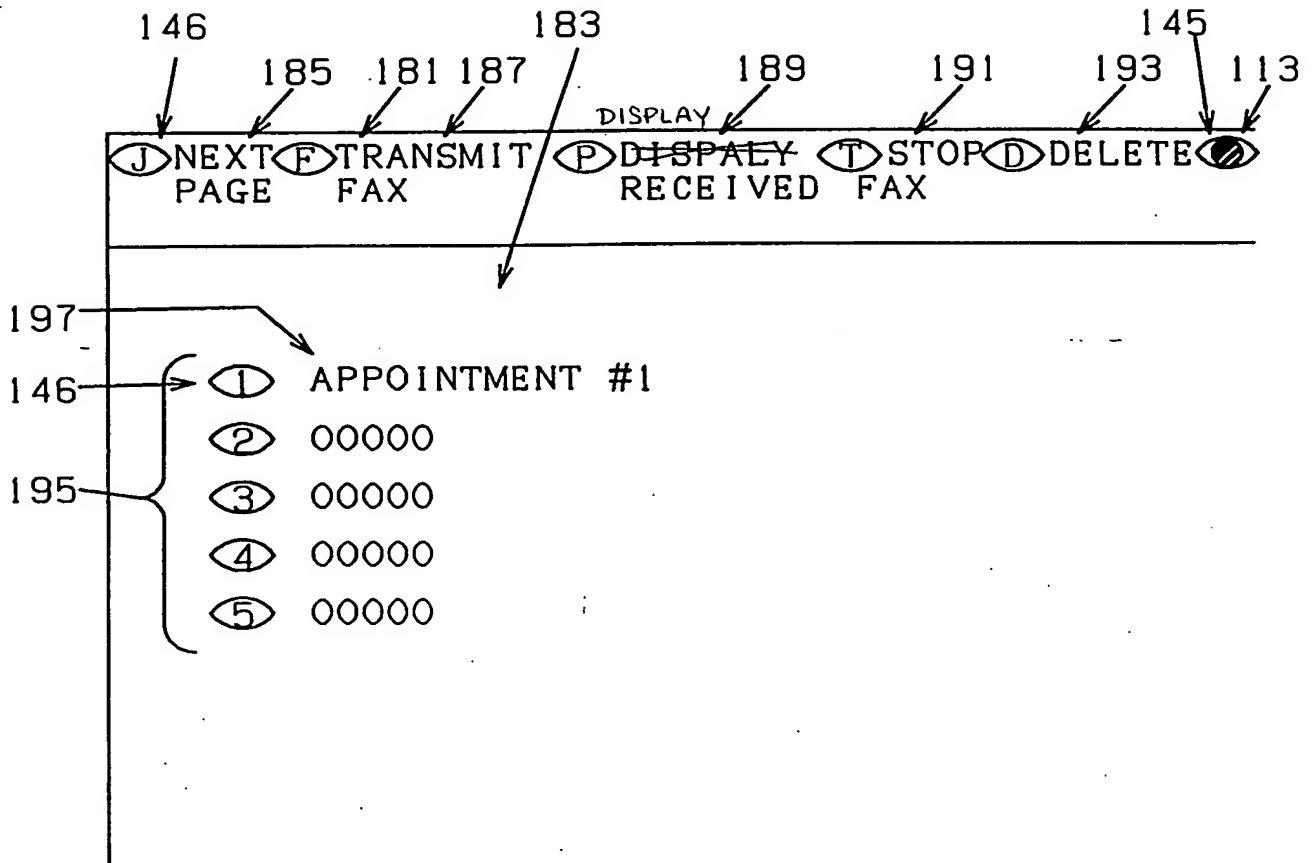 146 183 145
185 181 187 189 191 193 113
DISPLAY
J NEXT F TRANSMIT P DISPALY T STOP D DELETE
PAGE FAX RECEIVED FAX
197
1 APPOINTMENT #1
146
2 00000
195
3 00000
4 00000
5 00000